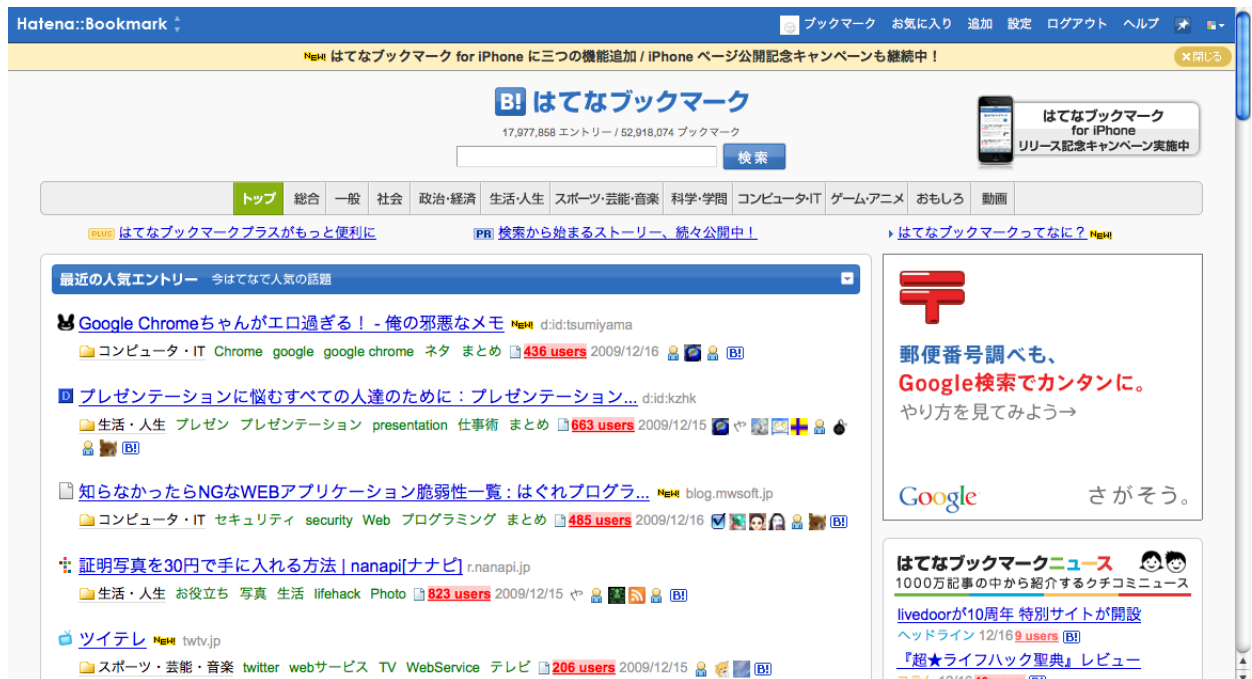 Hatena::Bookmark
ブックマーク お気に入り 追加 設定 ログアウト ヘルプ
NEW! はてなブックマーク for iPhone に三つの機能追加 / iPhone ページ公開記念キャンペーンも継続中！
×閉じる
B! はてなブックマーク
17,977,858 エントリー / 52,918,074 ブックマーク
検索
はてなブックマーク
for iPhone
リリース記念キャンペーン実施中
トップ 総合 一般 社会 政治・経済 生活・人生 スポーツ・芸能・音楽 科学・学問 コンピュータ・IT ゲーム・アニメ おもしろ 動画
PLUS はてなブックマークプラスがもっと便利に
PR 検索から始まるストーリー、続々公開中！
はてなブックマークってなに？ NEW!
最近の人気エントリー 今はてなで人気の話題
Google Chromeちゃんがエロ過ぎる！ - 俺の邪悪なメモ NEW! d:id:tsumiyama
コンピュータ・IT Chrome google google chrome ネタ まとめ 436 users 2009/12/16 B!
D プレゼンテーションに悩むすべての人達のために：プレゼンテーション... d:id:kzhk
生活・人生 プレゼン プレゼンテーション presentation 仕事術 まとめ 663 users 2009/12/15 や
B!
知らなかったらNGなWEBアプリケーション脆弱性一覧 : はぐれプログラ... NEW! blog.mwsoft.jp
コンピュータ・IT セキュリティ security Web プログラミング まとめ 485 users 2009/12/16 B!
証明写真を30円で手に入れる方法 | nanapi[ナナピ] r.nanapi.jp
生活・人生 お役立ち 写真 生活 lifehack Photo 823 users 2009/12/15 や B!
ツイテレ NEW! twtv.jp
スポーツ・芸能・音楽 twitter webサービス TV WebService テレビ 206 users 2009/12/15 B!
郵便番号調べも、
Google検索でカンタンに。
やり方を見てみよう→
Google さがそう。
はてなブックマークニュース
1000万記事の中から紹介するクチコミニュース
livedoorが10周年 特別サイトが開設
ヘッドライン 12/16 9 users B!
『超★ライフハック聖典』レビュー